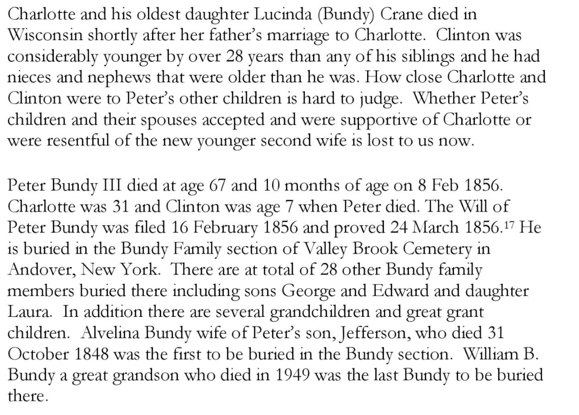 Charlotte and his oldest daughter Lucinda (Bundy) Crane died in
Wisconsin shortly after her father's marriage to Charlotte.  Clinton was
considerably younger by over 28 years than any of his siblings and he had
nieces and nephews that were older than he was. How close Charlotte and
Clinton were to Peter's other children is hard to judge.  Whether Peter's
children and their spouses accepted and were supportive of Charlotte or
were resentful of the new younger second wife is lost to us now.

Peter Bundy III died at age 67 and 10 months of age on 8 Feb 1856.
Charlotte was 31 and Clinton was age 7 when Peter died. The Will of
Peter Bundy was filed 16 February 1856 and proved 24 March 1856.¹⁷ He
is buried in the Bundy Family section of Valley Brook Cemetery in
Andover, New York.  There are at total of 28 other Bundy family
members buried there including sons George and Edward and daughter
Laura.  In addition there are several grandchildren and great grant
children.  Alvelina Bundy wife of Peter's son, Jefferson, who died 31
October 1848 was the first to be buried in the Bundy section.  William B.
Bundy a great grandson who died in 1949 was the last Bundy to be buried
there.